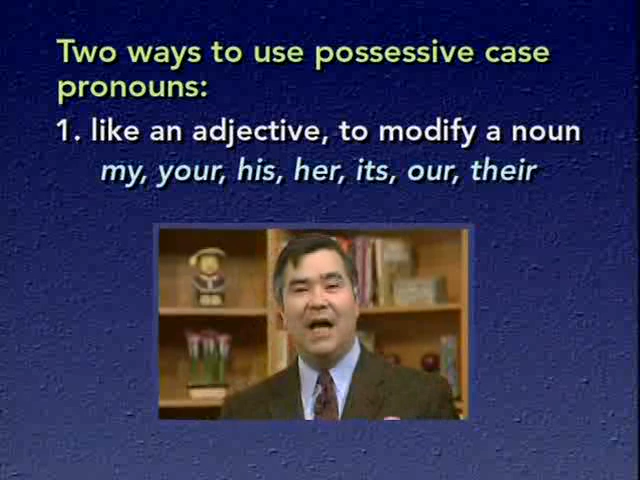 Two ways to use possessive case
pronouns:
1. like an adjective, to modify a noun
my, your, his, her, its, our, their